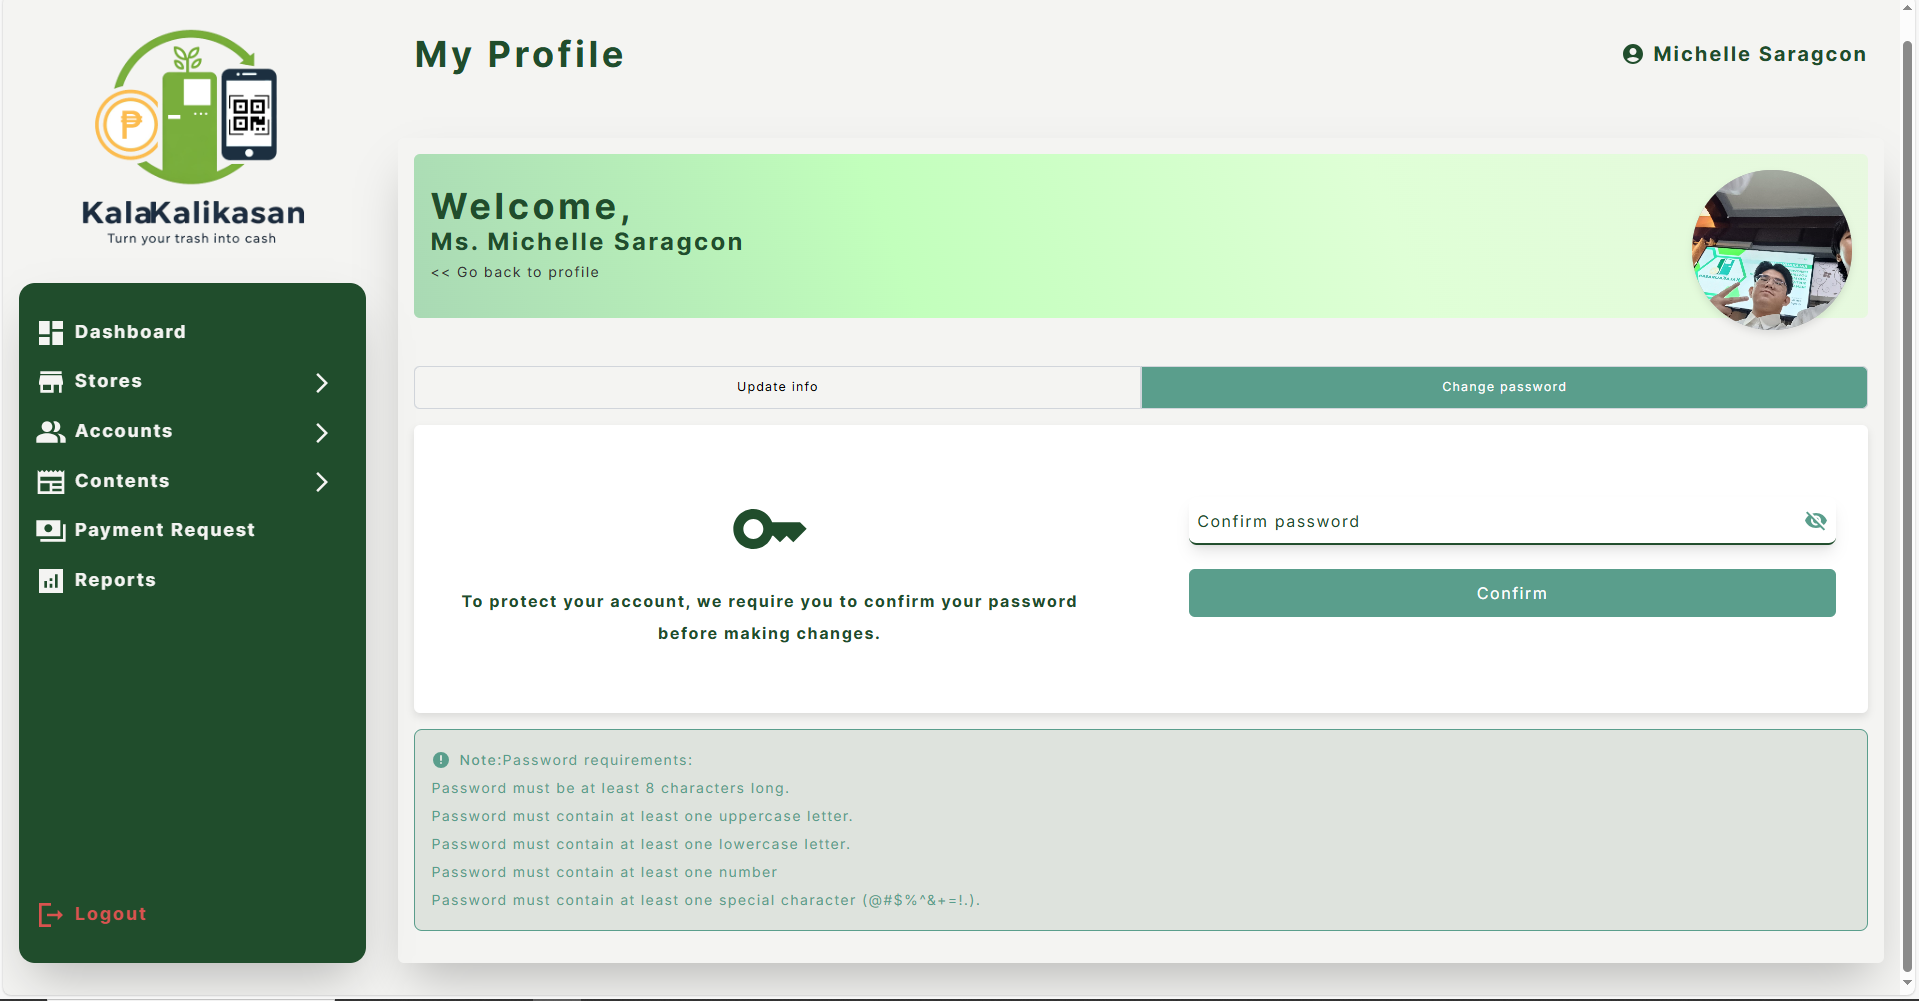 My Profile
Michelle Saragcon
₱
KalaKalikasan
Turn your trash into cash
Dashboard
Stores
Accounts
Contents
Payment Request
Reports
Logout
Welcome,
Ms. Michelle Saragcon
<< Go back to profile
Update info
Change password
To protect your account, we require you to confirm your password
before making changes.
Confirm password
Confirm
Note:Password requirements:
Password must be at least 8 characters long.
Password must contain at least one uppercase letter.
Password must contain at least one lowercase letter.
Password must contain at least one number
Password must contain at least one special character (@#$%^&+=!.).